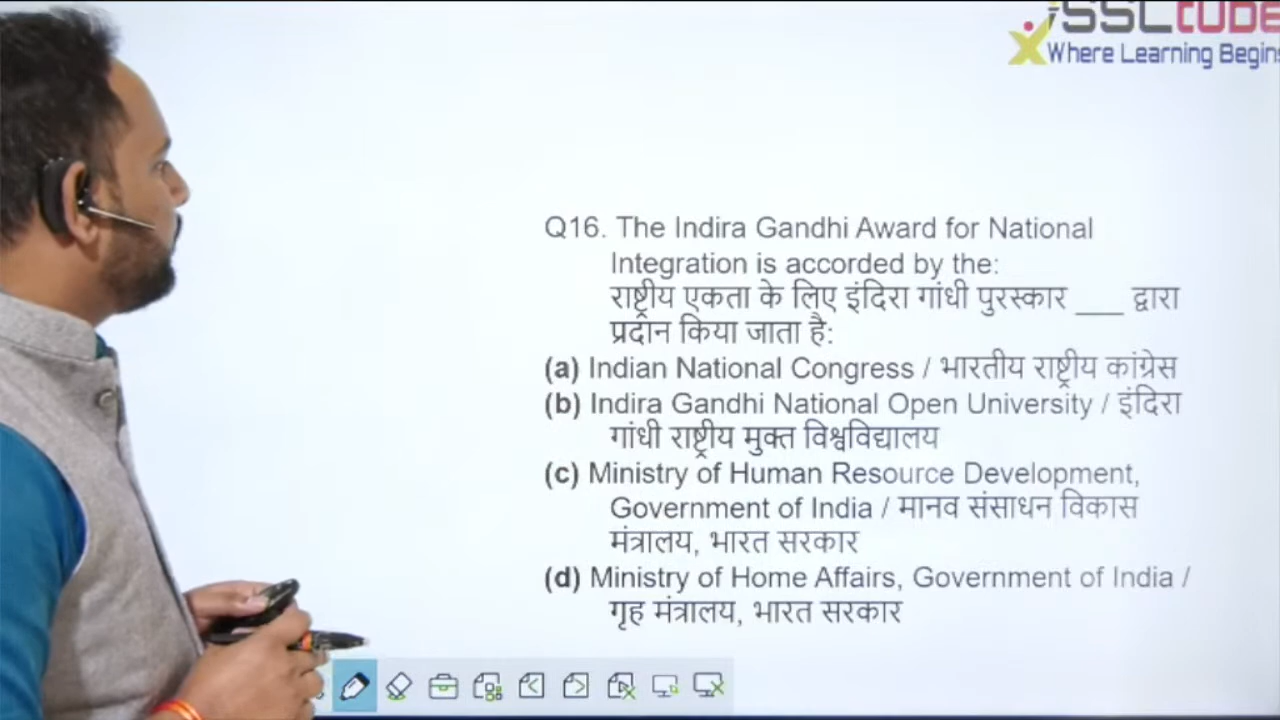 SSCtube
Where Learning Begins
Q16. The Indira Gandhi Award for National
Integration is accorded by the:
राष्ट्रीय एकता के लिए इंदिरा गांधी पुरस्कार ___ द्वारा
प्रदान किया जाता है:
(a) Indian National Congress / भारतीय राष्ट्रीय कांग्रेस
(b) Indira Gandhi National Open University / इंदिरा
गांधी राष्ट्रीय मुक्त विश्वविद्यालय
(c) Ministry of Human Resource Development,
Government of India / मानव संसाधन विकास
मंत्रालय, भारत सरकार
(d) Ministry of Home Affairs, Government of India /
गृह मंत्रालय, भारत सरकार